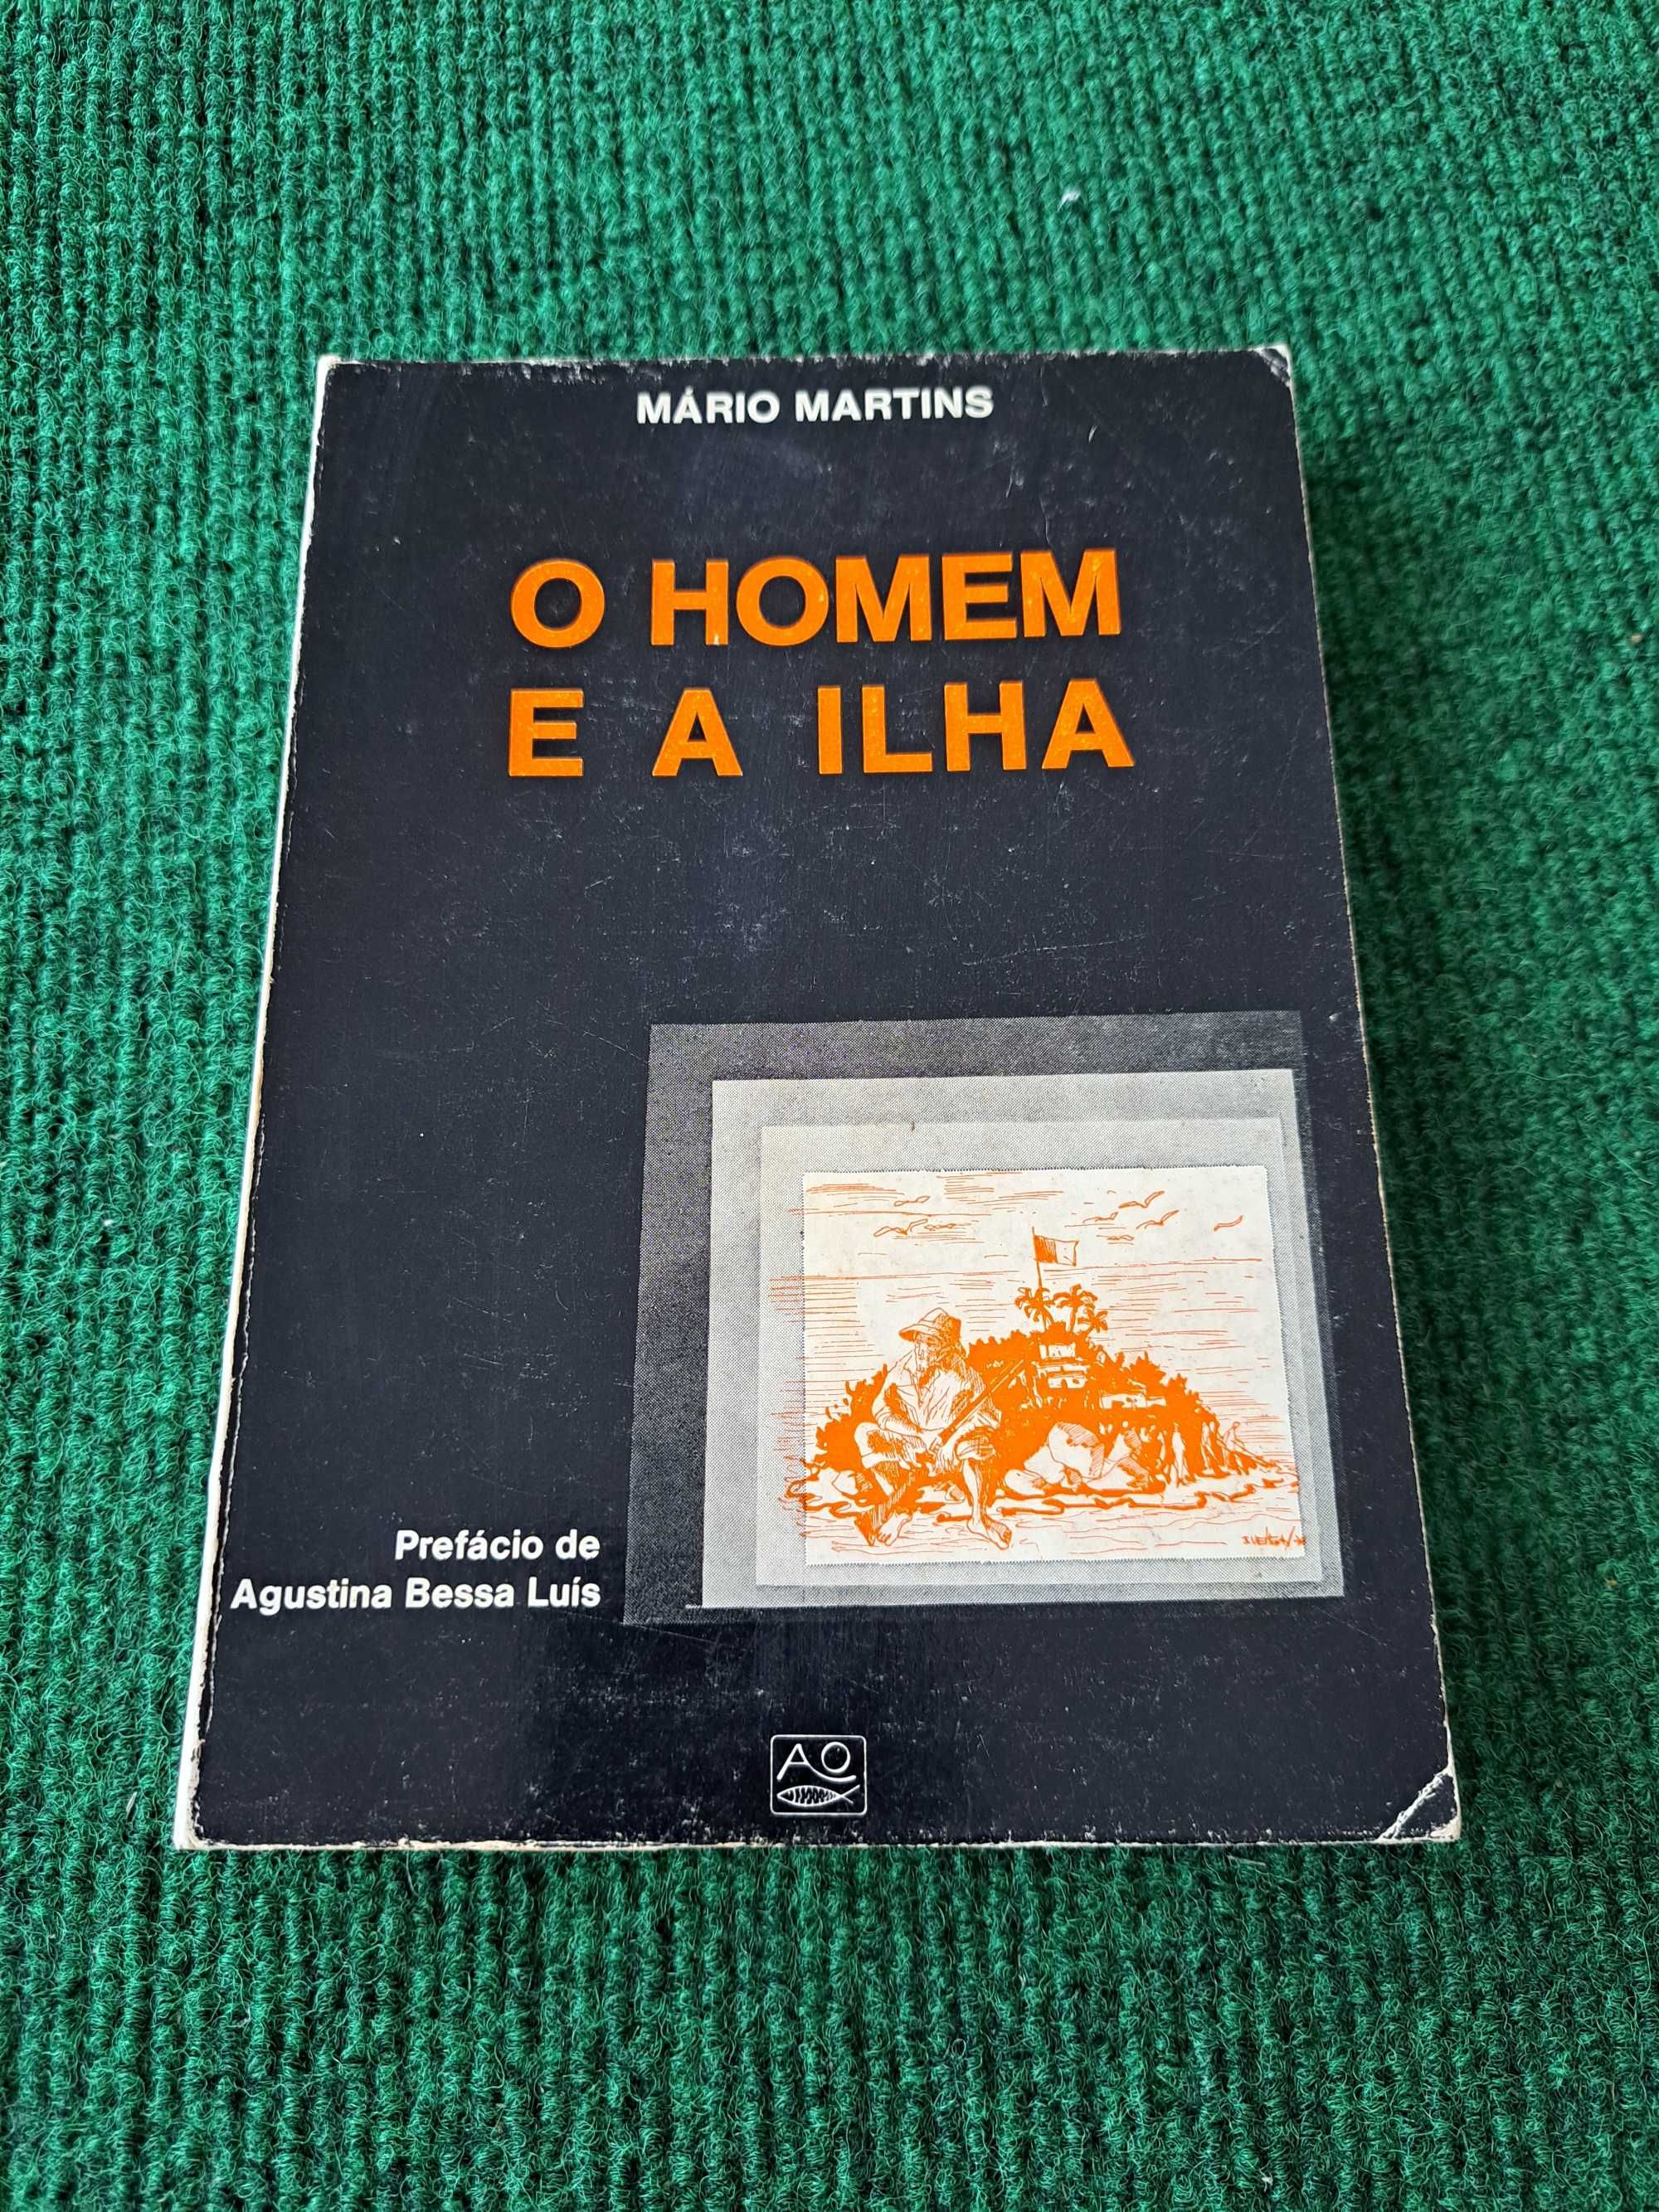 MÁRIO MARTINS
O HOMEM
E A ILHA
Prefácio de
Agustina Bessa Luís
AO